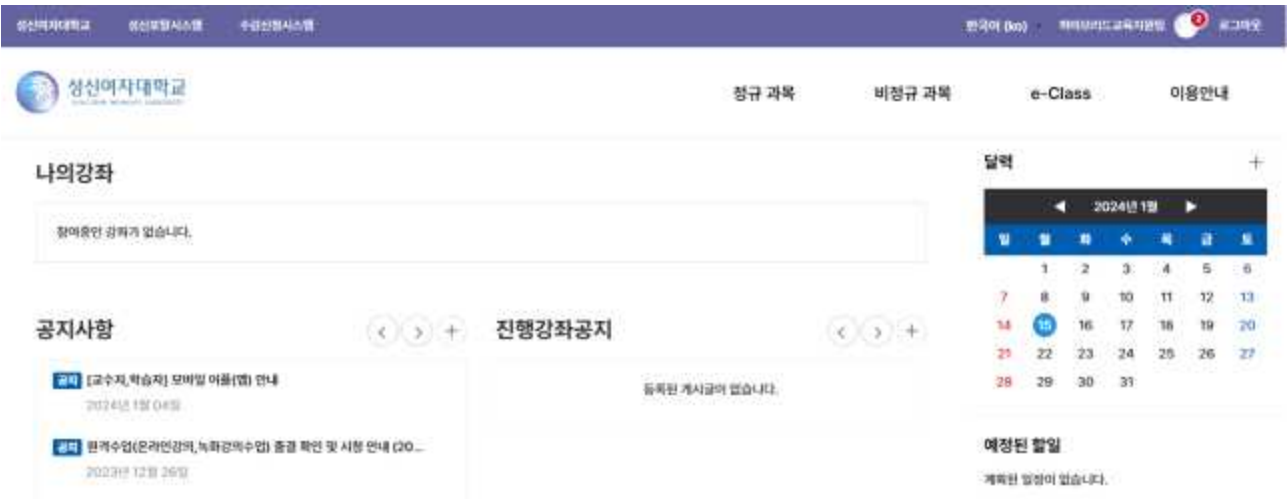 성신여자대학교 성신포털시스템 수강신청시스템 한국어 (ko) 하이브리드교육지원팀 2 로그아웃
성신여자대학교
정규 과목 비정규 과목 e-Class 이용안내
나의강좌
참여중인 강좌가 없습니다.
공지사항
공지 [교수자,학습자] 모바일 어플(앱) 안내
2024년 1월 04일
공지 원격수업(온라인강의,녹화강의수업) 출결 확인 및 시청 안내 (20...
2023년 12월 26일
진행강좌공지
등록된 게시글이 없습니다.
달력
2024년 1월
일 월 화 수 목 금 토
1 2 3 4 5 6
7 8 9 10 11 12 13
14 15 16 17 18 19 20
21 22 23 24 25 26 27
28 29 30 31
예정된 할일
계획된 일정이 없습니다.